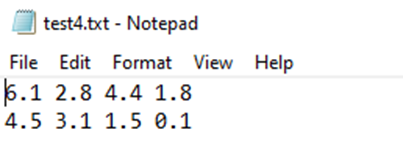 test4.txt - Notepad
File Edit Format View Help
6.1 2.8 4.4 1.8
4.5 3.1 1.5 0.1